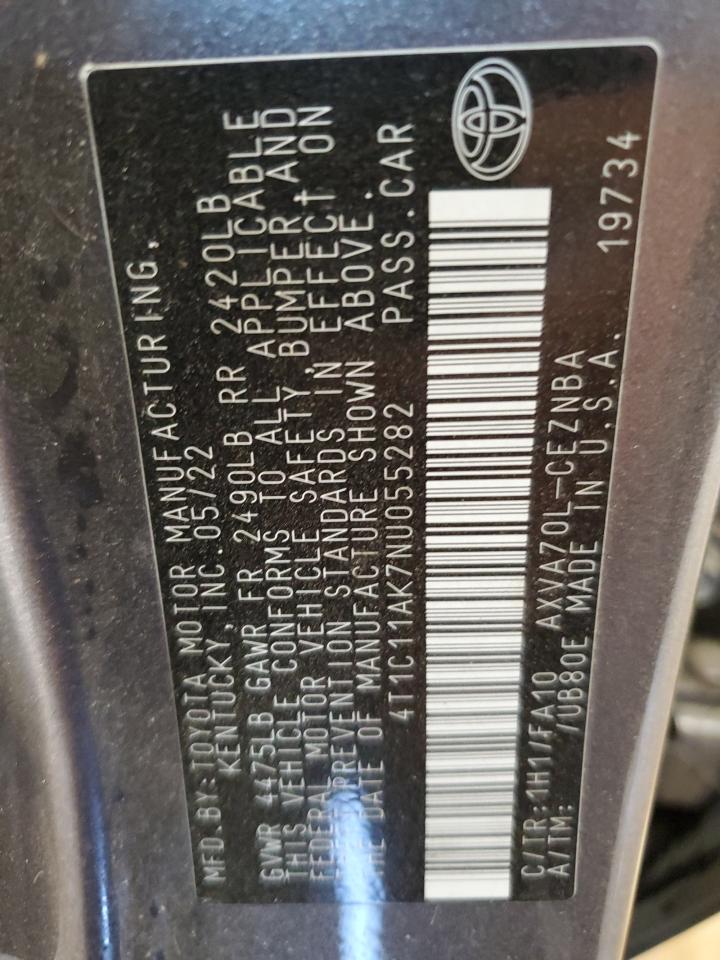 MFD.BY:TOYOTA MOTOR MANUFACTURING,
KENTUCKY, INC.05/22
GVWR 4475LB GAWR FR 2490LB RR 2420LB
THIS VEHICLE CONFORMS TO ALL APPLICABLE
FEDERAL MOTOR VEHICLE SAFETY,BUMPER,AND
THEFT PREVENTION STANDARDS IN EFFECT ON
THE DATE OF MANUFACTURE SHOWN ABOVE.
4T1C11AK7NU055282 PASS.CAR
C/TR:1H1/FA10 AXVA70L-CEZNBA
A/TM: /UB80E MADE IN U.S.A. 19734